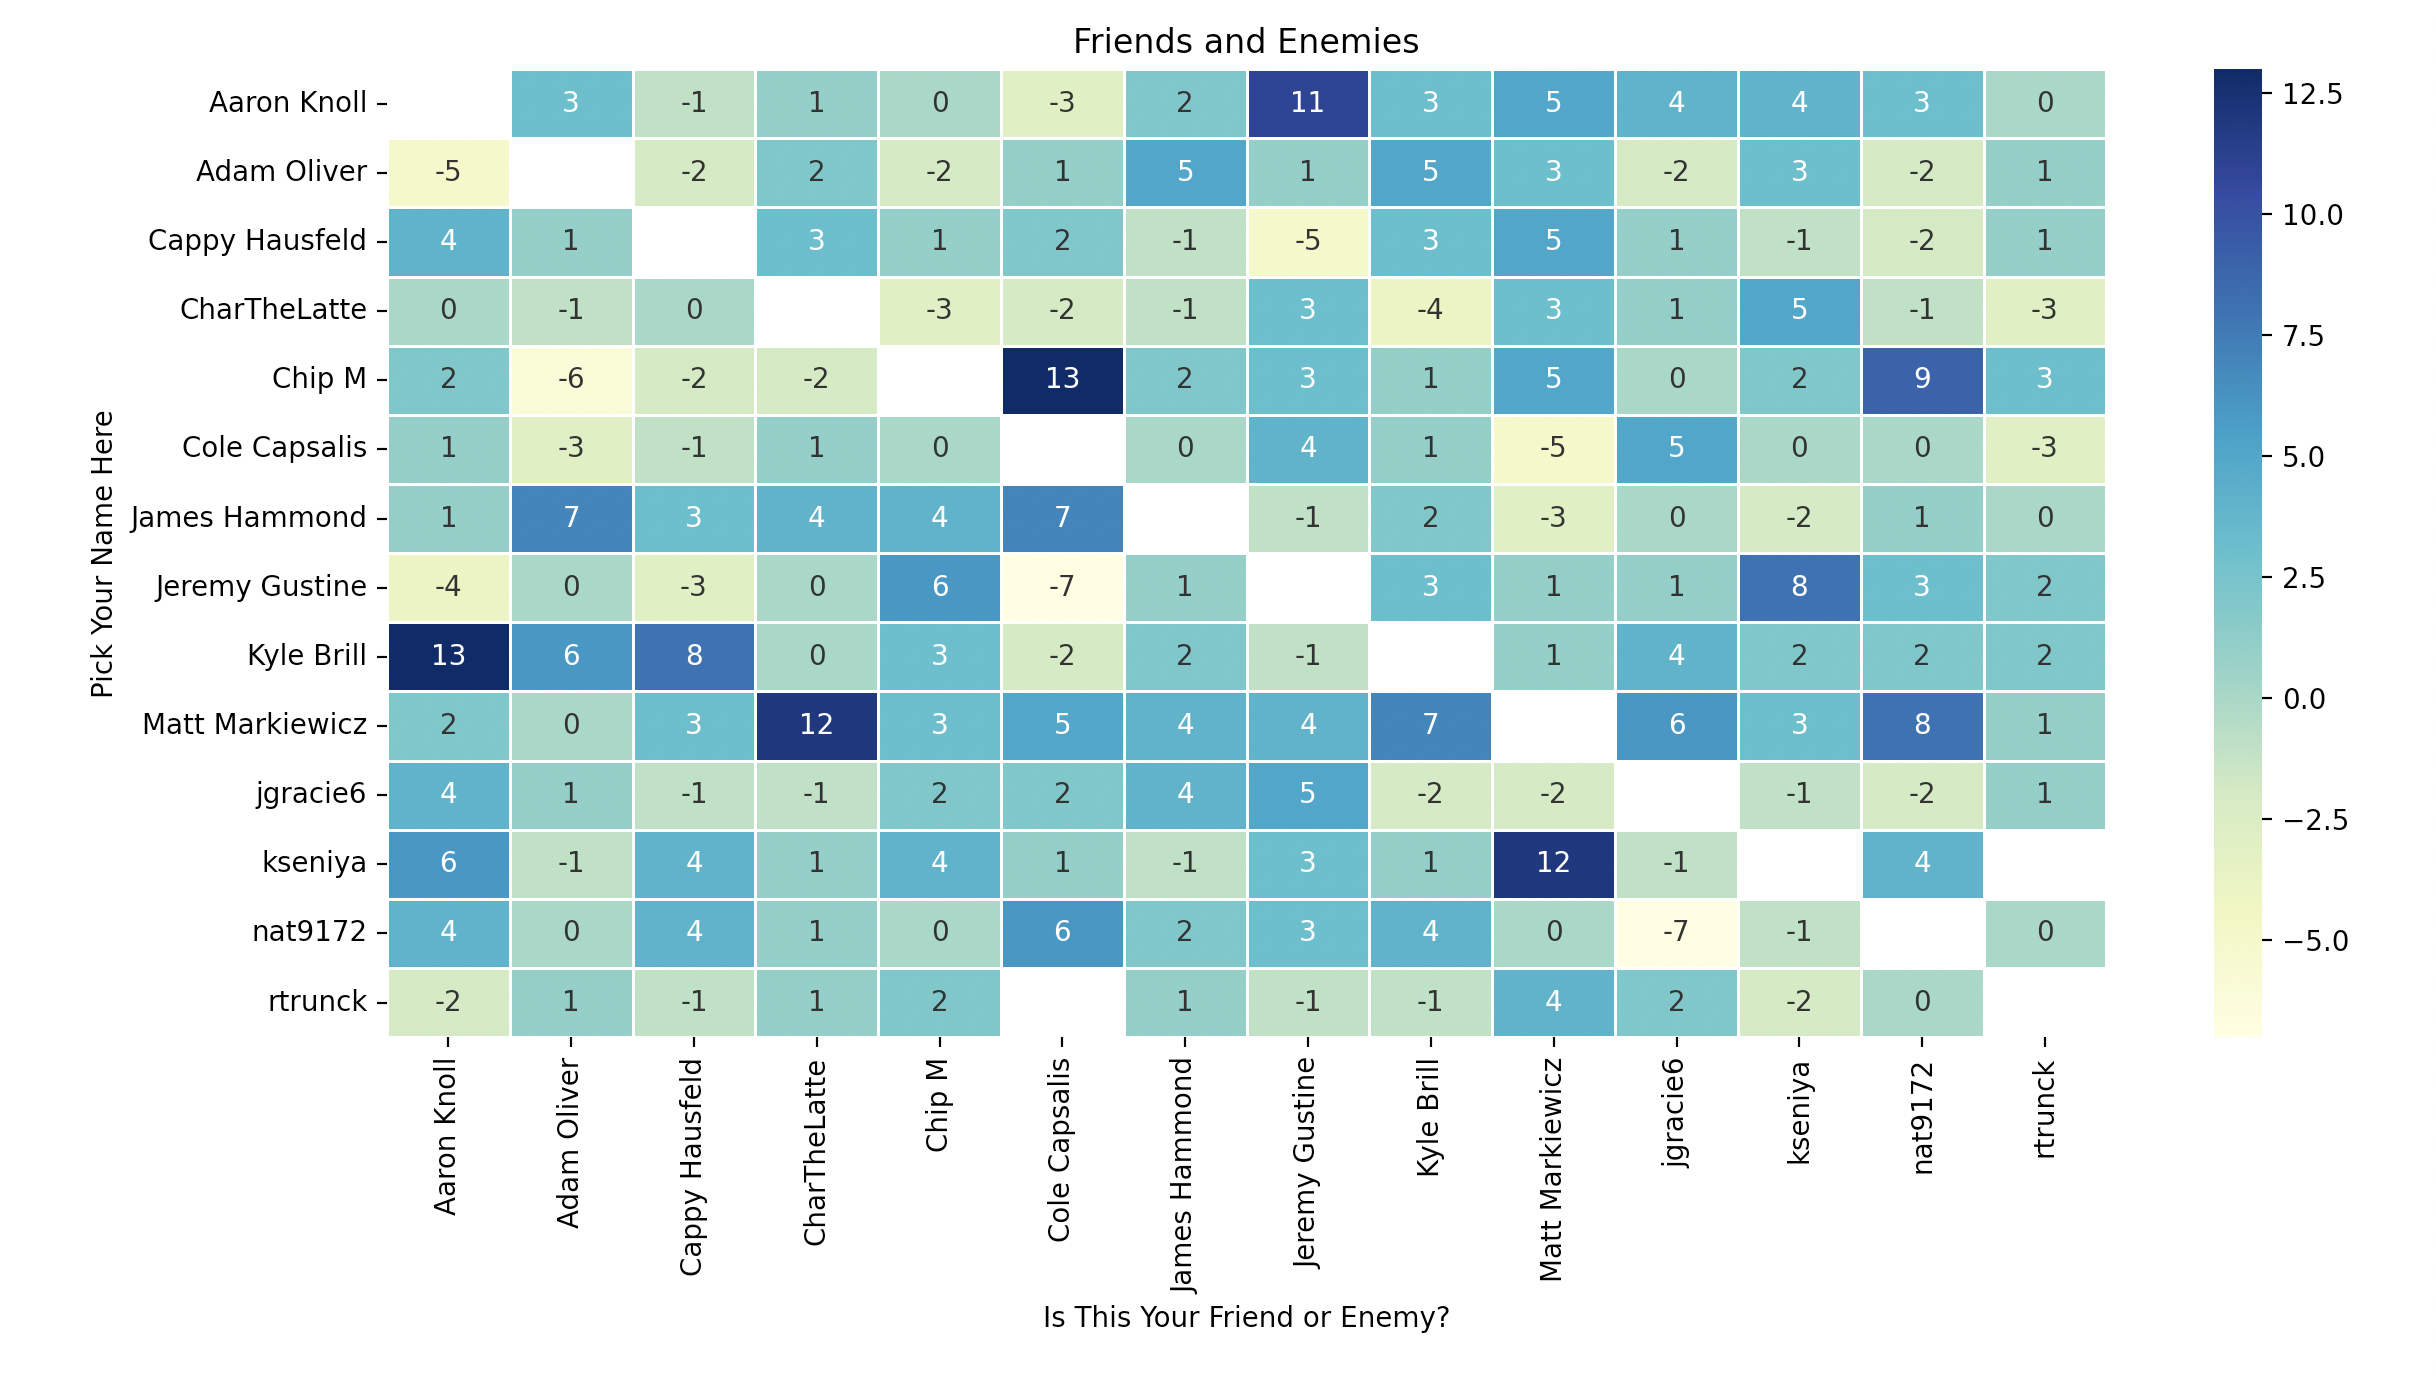 Friends and Enemies
Aaron Knoll 3 -1 1 0 -3 2 11 3 5 4 4 3 0
Adam Oliver -5 -2 2 -2 1 5 1 5 3 -2 3 -2 1
Cappy Hausfeld 4 1 3 1 2 -1 -5 3 5 1 -1 -2 1
CharTheLatte 0 -1 0 -3 -2 -1 3 -4 3 1 5 -1 -3
Chip M 2 -6 -2 -2 13 2 3 1 5 0 2 9 3
Cole Capsalis 1 -3 -1 1 0 0 4 1 -5 5 0 0 -3
James Hammond 1 7 3 4 4 7 -1 2 -3 0 -2 1 0
Jeremy Gustine -4 0 -3 0 6 -7 1 3 1 1 8 3 2
Kyle Brill 13 6 8 0 3 -2 2 -1 1 4 2 2 2
Matt Markiewicz 2 0 3 12 3 5 4 4 7 6 3 8 1
jgracie6 4 1 -1 -1 2 2 4 5 -2 -2 -1 -2 1
kseniya 6 -1 4 1 4 1 -1 3 1 12 -1 4
nat9172 4 0 4 1 0 6 2 3 4 0 -7 -1 0
rtrunck -2 1 -1 1 2 1 -1 -1 4 2 -2 0
Pick Your Name Here
Aaron Knoll
Adam Oliver
Cappy Hausfeld
CharTheLatte
Chip M
Cole Capsalis
James Hammond
Jeremy Gustine
Kyle Brill
Matt Markiewicz
jgracie6
kseniya
nat9172
rtrunck
Is This Your Friend or Enemy?
12.5
10.0
7.5
5.0
2.5
0.0
−2.5
−5.0